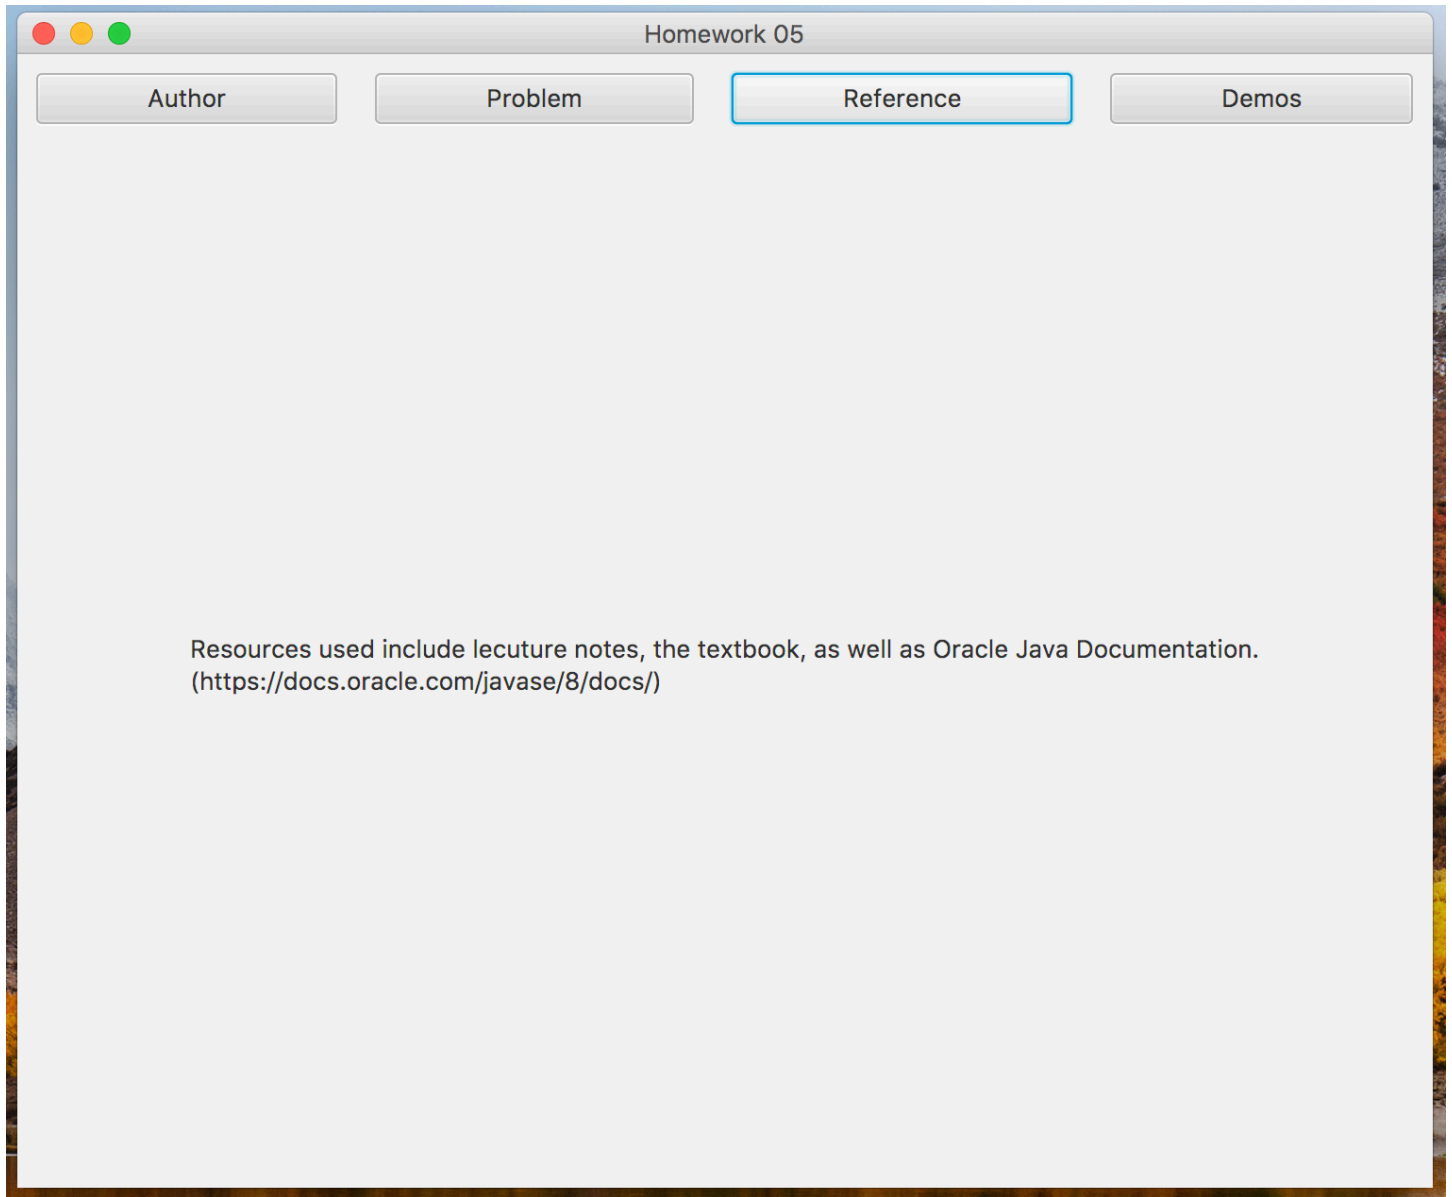 Homework 05
Author Problem Reference Demos
Resources used include lecuture notes, the textbook, as well as Oracle Java Documentation.
(https://docs.oracle.com/javase/8/docs/)